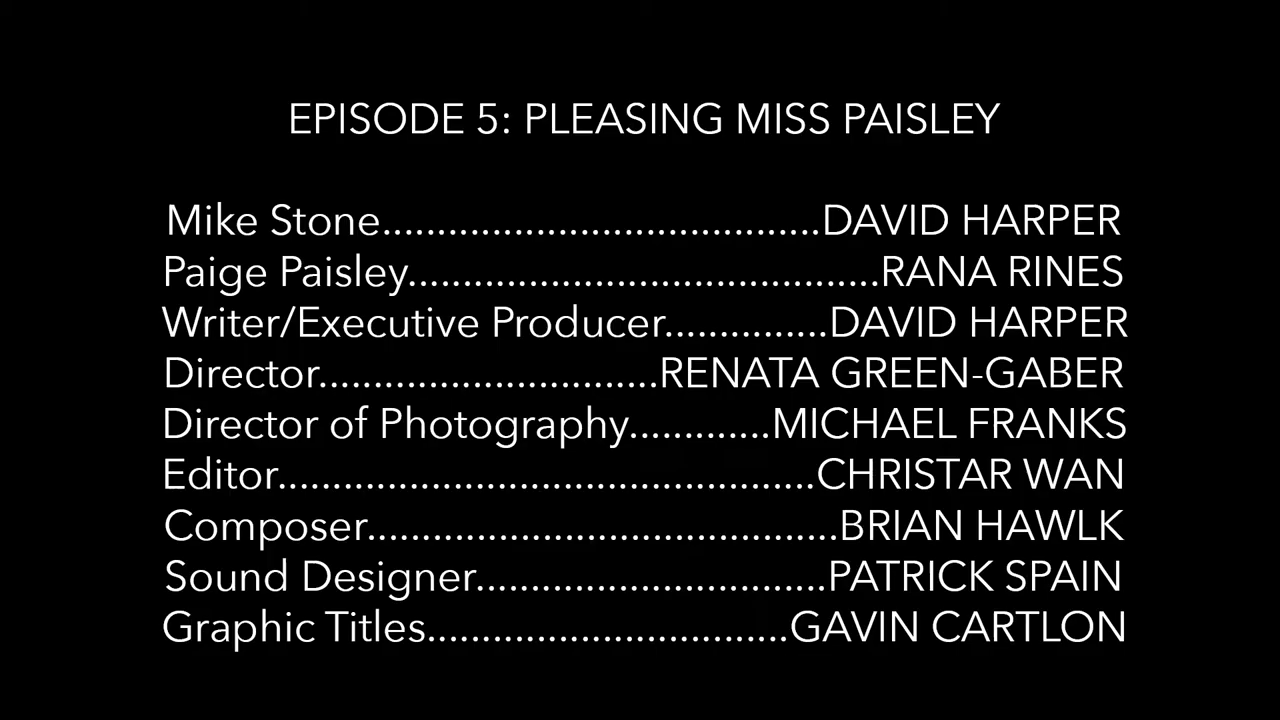 EPISODE 5: PLEASING MISS PAISLEY
Mike Stone........................................DAVID HARPER
Paige Paisley...........................................RANA RINES
Writer/Executive Producer...............DAVID HARPER
Director...............................RENATA GREEN-GABER
Director of Photography.............MICHAEL FRANKS
Editor.................................................CHRISTAR WAN
Composer...........................................BRIAN HAWLK
Sound Designer................................PATRICK SPAIN
Graphic Titles.................................GAVIN CARTLON